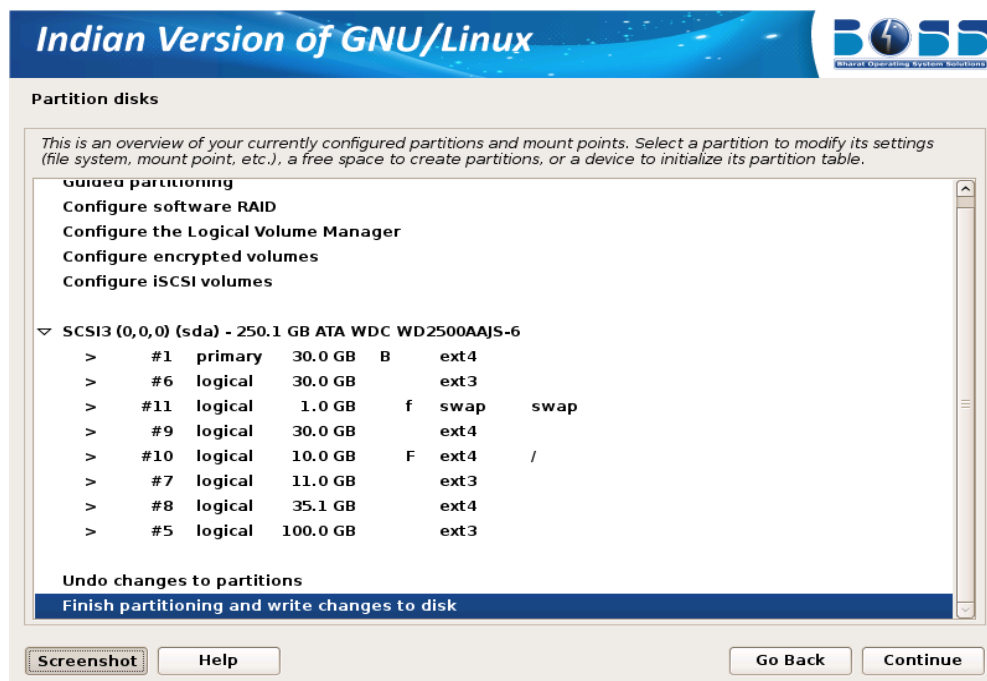 Indian Version of GNU/Linux
BOSS
Bharat Operating System Solutions
Partition disks
This is an overview of your currently configured partitions and mount points. Select a partition to modify its settings
(file system, mount point, etc.), a free space to create partitions, or a device to initialize its partition table.
Guided partitioning
Configure software RAID
Configure the Logical Volume Manager
Configure encrypted volumes
Configure iSCSI volumes
SCSI3 (0,0,0) (sda) - 250.1 GB ATA WDC WD2500AAJS-6
> #1 primary 30.0 GB B ext4
> #6 logical 30.0 GB ext3
> #11 logical 1.0 GB f swap swap
> #9 logical 30.0 GB ext4
> #10 logical 10.0 GB F ext4 /
> #7 logical 11.0 GB ext3
> #8 logical 35.1 GB ext4
> #5 logical 100.0 GB ext3
Undo changes to partitions
Finish partitioning and write changes to disk
Screenshot Help Go Back Continue